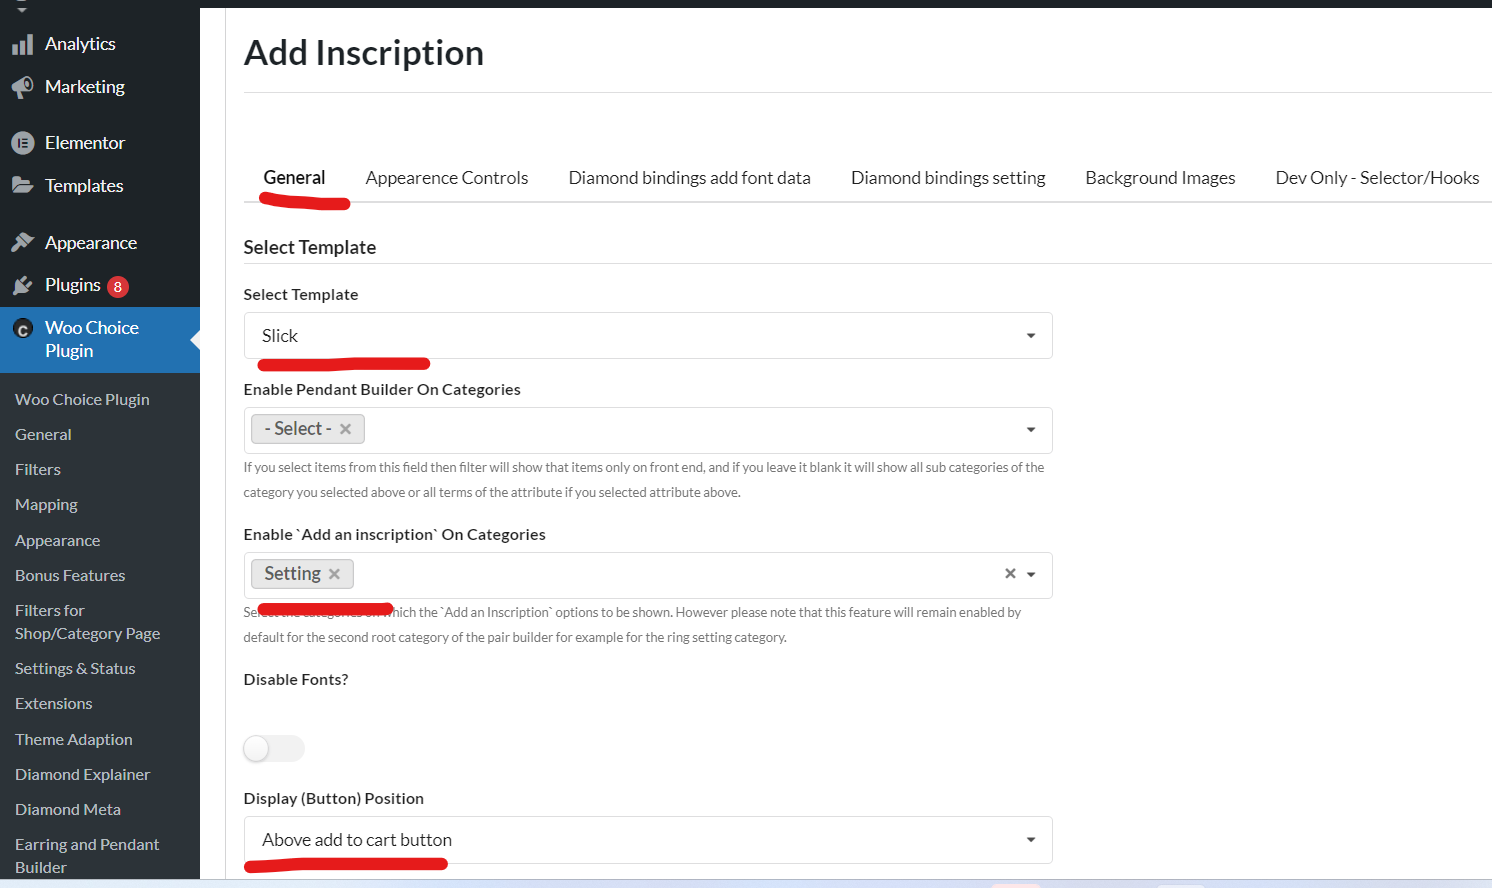 Analytics
Marketing
Elementor
Templates
Appearance
Plugins 8
Woo Choice
Plugin
Woo Choice Plugin
General
Filters
Mapping
Appearance
Bonus Features
Filters for
Shop/Category Page
Settings & Status
Extensions
Theme Adaption
Diamond Explainer
Diamond Meta
Earring and Pendant
Builder
Add Inscription
General Appearence Controls Diamond bindings add font data Diamond bindings setting Background Images Dev Only - Selector/Hooks
Select Template
Select Template
Slick
Enable Pendant Builder On Categories
- Select - ×
If you select items from this field then filter will show that items only on front end, and if you leave it blank it will show all sub categories of the
category you selected above or all terms of the attribute if you selected attribute above.
Enable `Add an inscription` On Categories
Setting × ×
Select the categories on which the `Add an Inscription` options to be shown. However please note that this feature will remain enabled by
default for the second root category of the pair builder for example for the ring setting category.
Disable Fonts?
Display (Button) Position
Above add to cart button